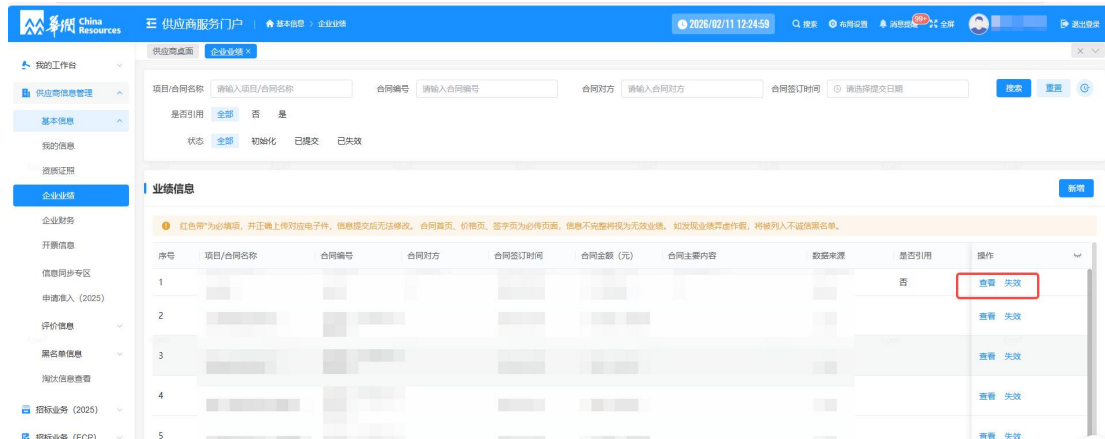 華潤 China Resources
供应商服务门户 基本信息 > 企业业绩 2026/02/11 12:24:59 搜索 布局设置 消息提醒 99+ 全屏 退出登录
供应商桌面 企业业绩 ×
我的工作台
供应商信息管理
基本信息
我的信息
资质证照
企业业绩
企业财务
开票信息
信息同步专区
申请准入（2025）
评价信息
黑名单信息
淘汰信息查看
招标业务（2025）
招标业务（ECP）
项目/合同名称 请输入项目/合同名称 合同编号 请输入合同编号 合同对方 请输入合同对方 合同签订时间 请选择提交日期 搜索 重置
是否引用 全部 否 是
状态 全部 初始化 已提交 已失效
业绩信息 新增
红色带*为必填项，并正确上传对应电子件，信息提交后无法修改。 合同首页、价格页、签字页为必传页面，信息不完整将视为无效业绩。 如发现业绩弄虚作假，将被列入不诚信黑名单。
序号 项目/合同名称 合同编号 合同对方 合同签订时间 合同金额（元） 合同主要内容 数据来源 是否引用 操作
1 否 查看 失效
2 查看 失效
3 查看 失效
4 查看 失效
5 查看 失效